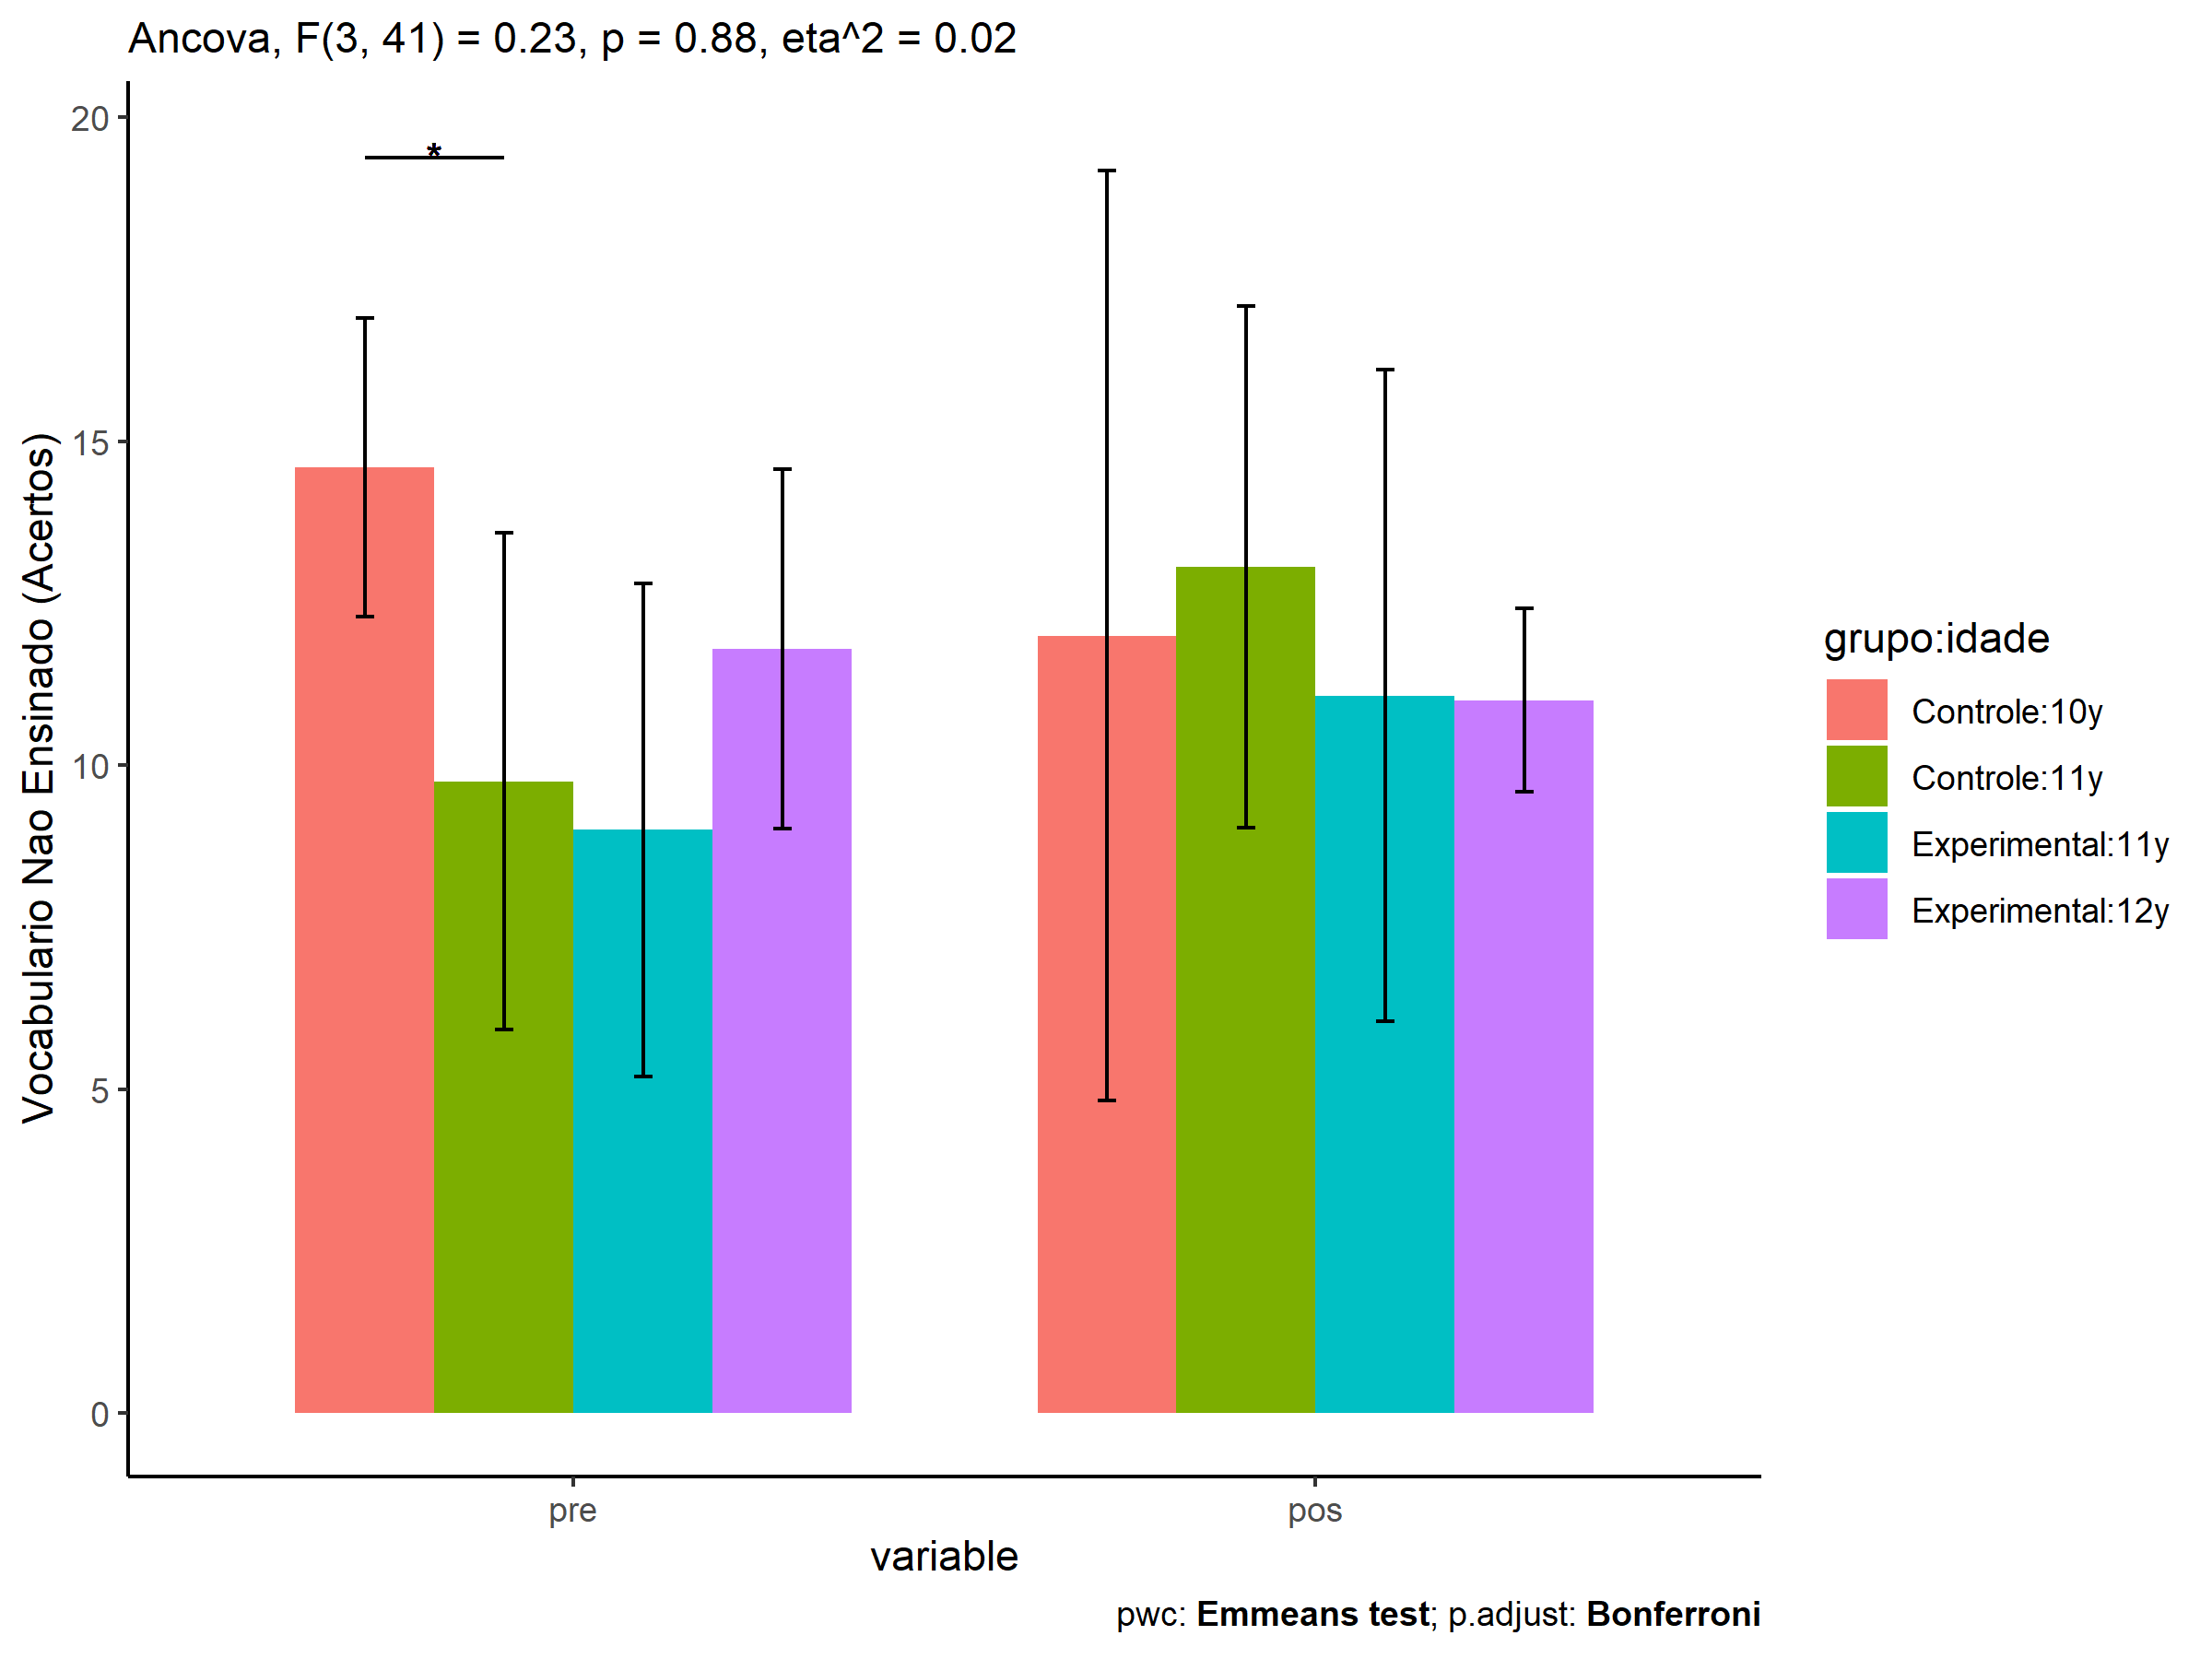 Ancova, F(3, 41) = 0.23, p = 0.88, eta^2 = 0.02
Vocabulario Nao Ensinado (Acertos)
20
15
10
5
0
*
pre
pos
variable
grupo:idade
Controle:10y
Controle:11y
Experimental:11y
Experimental:12y
pwc: Emmeans test; p.adjust: Bonferroni